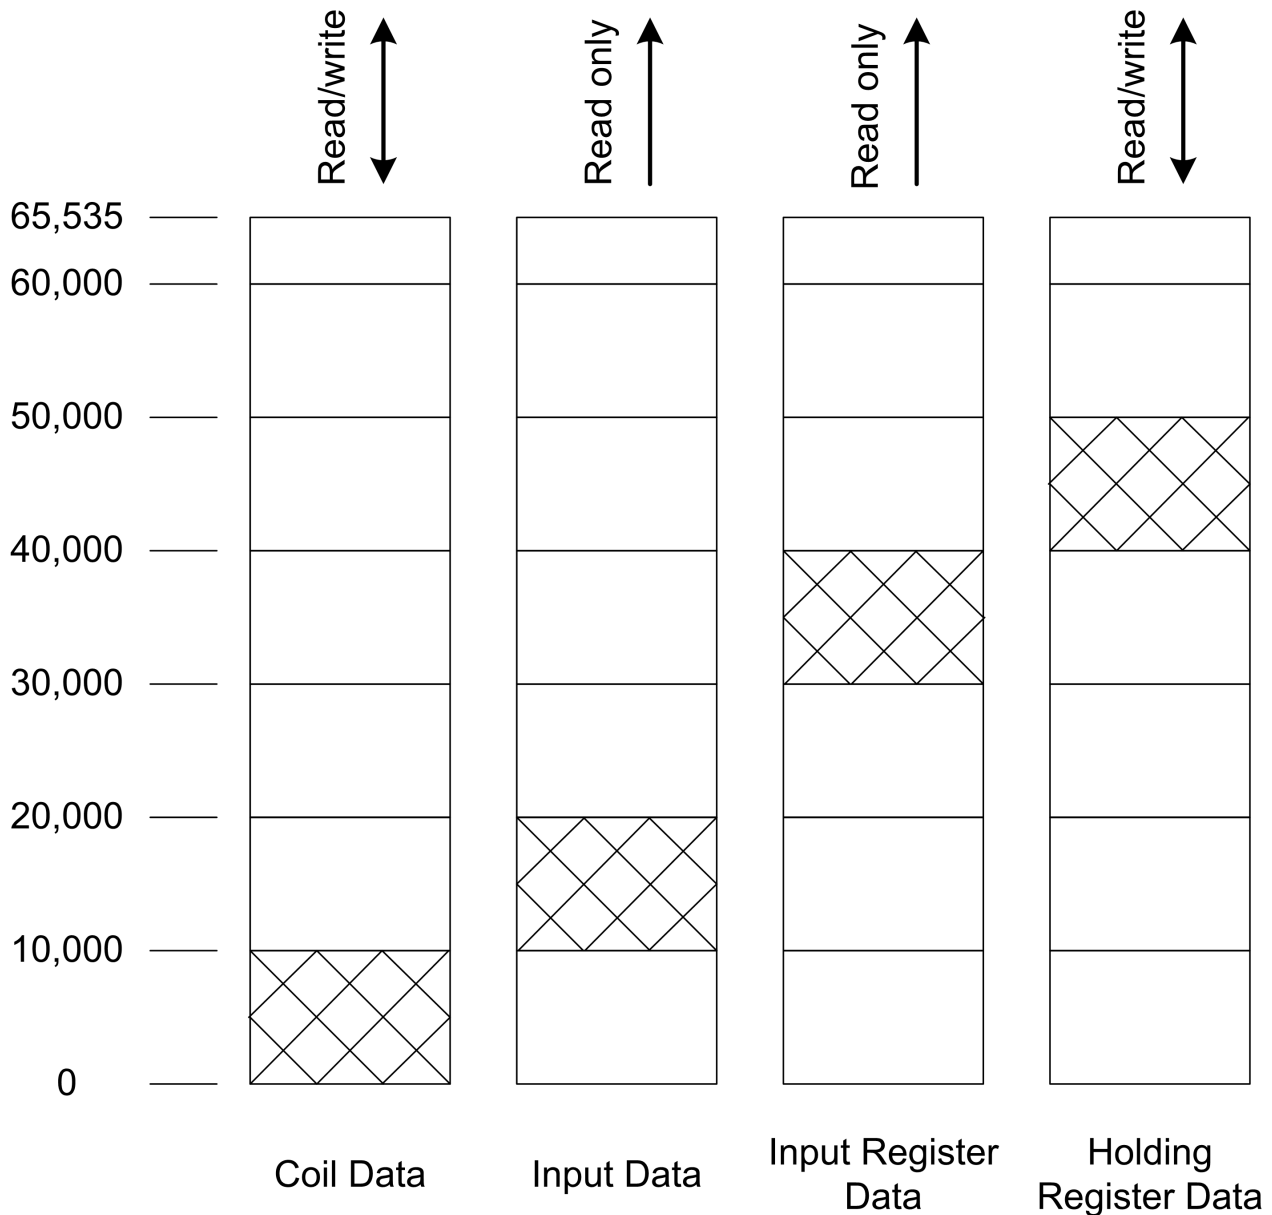 Read/write
Read only
Read only
Read/write
65,535
60,000
50,000
40,000
30,000
20,000
10,000
0
Coil Data
Input Data
Input Register
Data
Holding
Register Data